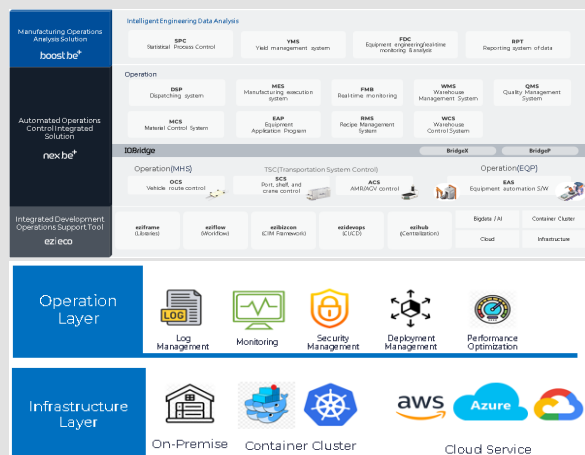 Manufacturing Operations
Analysis Solution
boost.be+
Intelligent Engineering Data Analysis
SPC
Statistical Process Control
YMS
Yield management system
FDC
Equipment engineering/real-time
monitoring & analysis
RPT
Reporting system of data
Automated Operations
Control Integrated
Solution
nex.be+
Operation
DSP
Dispatching system
MES
Manufacturing execution
system
FMB
Real-time monitoring
WMS
Warehouse
Management System
QMS
Quality Management
System
MCS
Material Control System
EAP
Equipment
Application Program
RMS
Recipe Management
System
WCS
Warehouse
Control System
BridgeX
BridgeP
Operation(MHS)
TSC(Transportation System Control)
Operation(EQP)
OCS
Vehicle route control
SCS
Port, shelf, and
crane control
ACS
AMR/AGV control
EAS
Equipment automation S/W
Integrated Development
Operations Support Tool
ezi.eco
eziframe
(Libraries)
eziflow
(Workflow)
ezibizcon
(CIM Framework)
ezidevops
(CI/CD)
ezihub
(Centralization)
Bigdata / AI
Container Cluster
Cloud
Infrastructure
Operation
Layer
LOG
Log
Management
Monitoring
Security
Management
Deployment
Management
Performance
Optimization
Infrastructure
Layer
On-Premise
Container Cluster
aws
Azure
Cloud Service